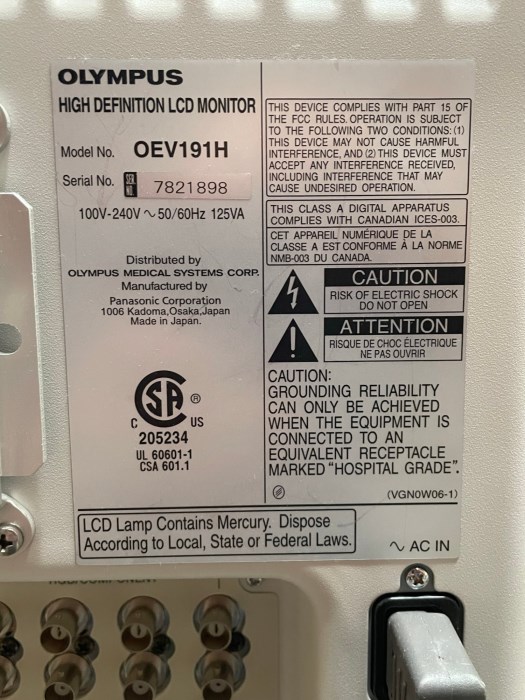 OLYMPUS
HIGH DEFINITION LCD MONITOR
Model No. OEV191H
Serial No. SER. NO. 7821898
100V-240V ∼ 50/60Hz 125VA
Distributed by
OLYMPUS MEDICAL SYSTEMS CORP.
Manufactured by
Panasonic Corporation
1006 Kadoma,Osaka,Japan
Made in Japan.
CSA ®
C US
205234
UL 60601-1
CSA 601.1
THIS DEVICE COMPLIES WITH PART 15 OF
THE FCC RULES. OPERATION IS SUBJECT
TO THE FOLLOWING TWO CONDITIONS: (1)
THIS DEVICE MAY NOT CAUSE HARMFUL
INTERFERENCE, AND (2) THIS DEVICE MUST
ACCEPT ANY INTERFERENCE RECEIVED,
INCLUDING INTERFERENCE THAT MAY
CAUSE UNDESIRED OPERATION.
THIS CLASS A DIGITAL APPARATUS
COMPLIES WITH CANADIAN ICES-003.
CET APPAREIL NUMÉRIQUE DE LA
CLASSE A EST CONFORME À LA NORME
NMB-003 DU CANADA.
CAUTION
RISK OF ELECTRIC SHOCK
DO NOT OPEN
ATTENTION
RISQUE DE CHOC ÉLECTRIQUE
NE PAS OUVRIR
CAUTION:
GROUNDING RELIABILITY
CAN ONLY BE ACHIEVED
WHEN THE EQUIPMENT IS
CONNECTED TO AN
EQUIVALENT RECEPTACLE
MARKED “HOSPITAL GRADE”.
(VGN0W06-1)
LCD Lamp Contains Mercury. Dispose
According to Local, State or Federal Laws.
∼ AC IN